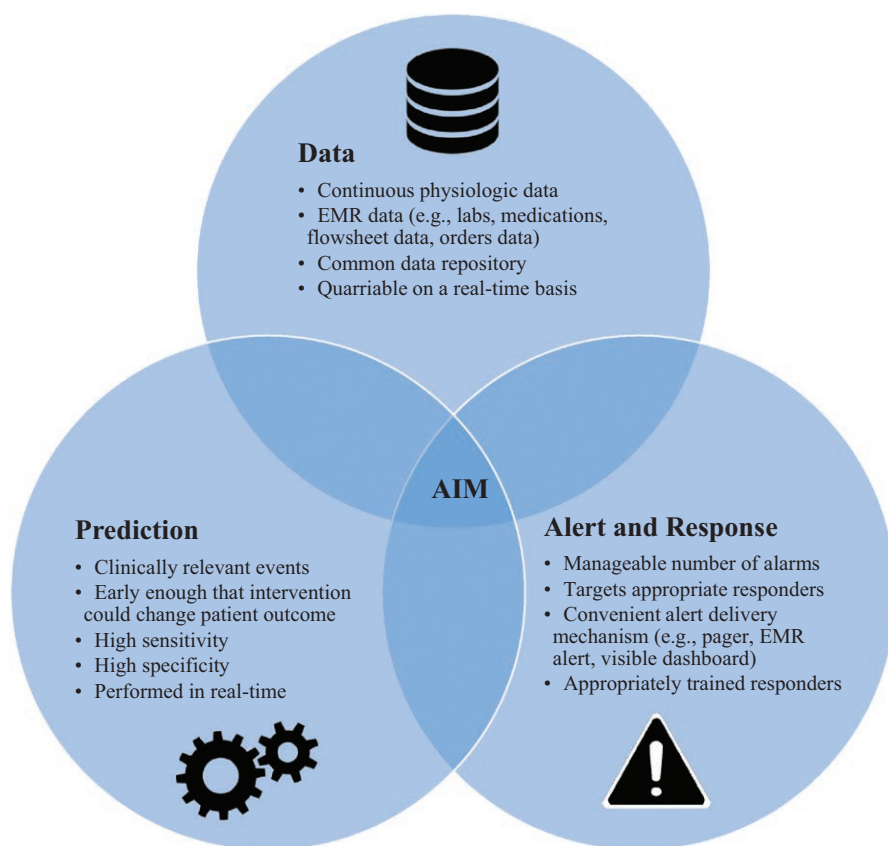 Data
• Continuous physiologic data
• EMR data (e.g., labs, medications,
flowsheet data, orders data)
• Common data repository
• Quarriable on a real-time basis
AIM
Prediction
• Clinically relevant events
• Early enough that intervention
could change patient outcome
• High sensitivity
• High specificity
• Performed in real-time
Alert and Response
• Manageable number of alarms
• Targets appropriate responders
• Convenient alert delivery
mechanism (e.g., pager, EMR
alert, visible dashboard)
• Appropriately trained responders